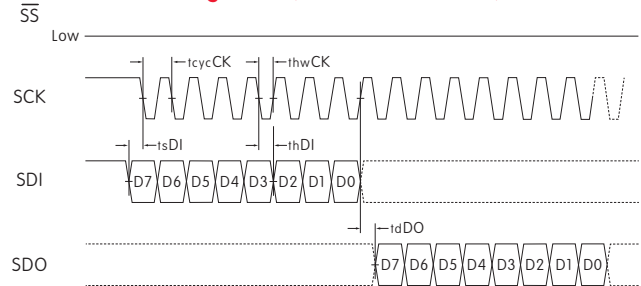 SS
Low
tcycCK
thwCK
SCK
tsDI
thDI
SDI
D7 D6 D5 D4 D3 D2 D1 D0
tdDO
SDO
D7 D6 D5 D4 D3 D2 D1 D0